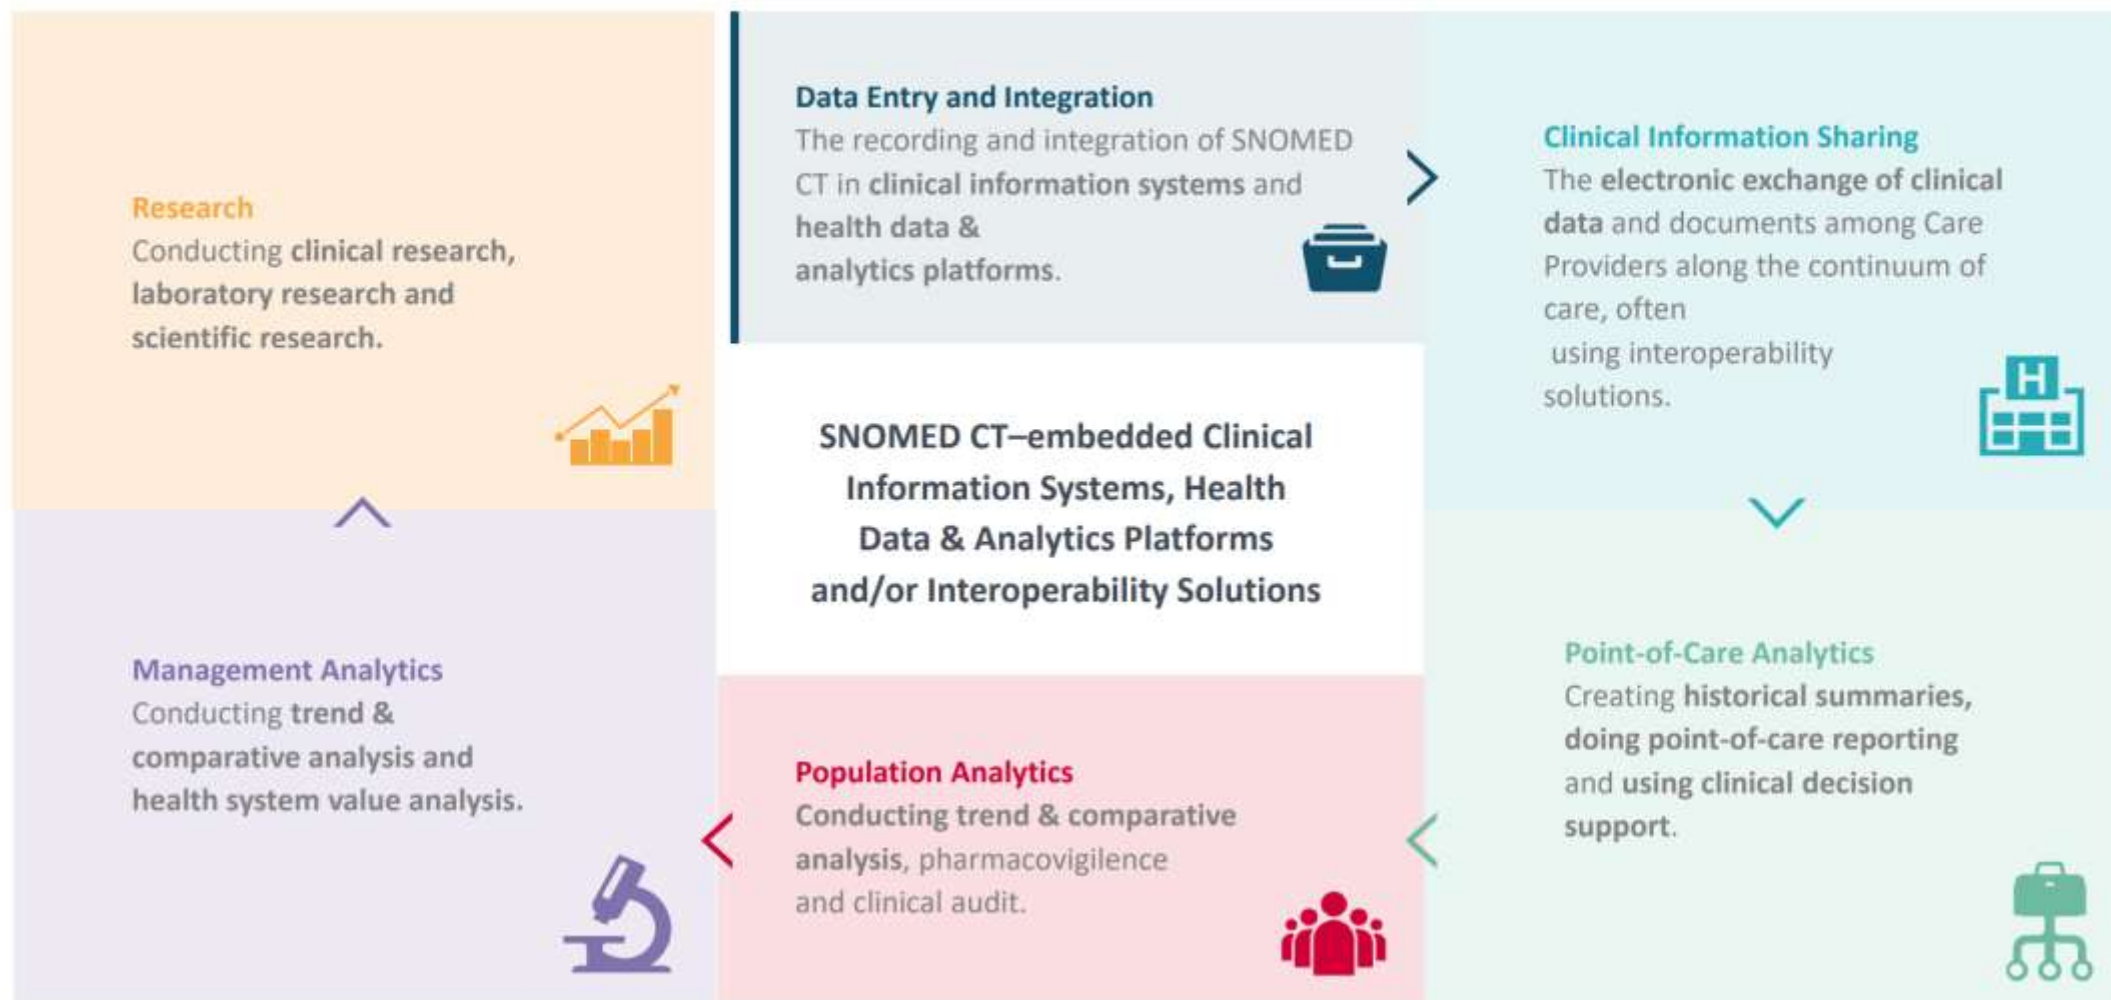 Data Entry and Integration
The recording and integration of SNOMED
CT in clinical information systems and
health data &
analytics platforms.
Clinical Information Sharing
The electronic exchange of clinical
data and documents among Care
Providers along the continuum of
care, often
using interoperability
solutions.
H
Point-of-Care Analytics
Creating historical summaries,
doing point-of-care reporting
and using clinical decision
support.
Population Analytics
Conducting trend & comparative
analysis, pharmacovigilence
and clinical audit.
Management Analytics
Conducting trend &
comparative analysis and
health system value analysis.
Research
Conducting clinical research,
laboratory research and
scientific research.
SNOMED CT–embedded Clinical
Information Systems, Health
Data & Analytics Platforms
and/or Interoperability Solutions